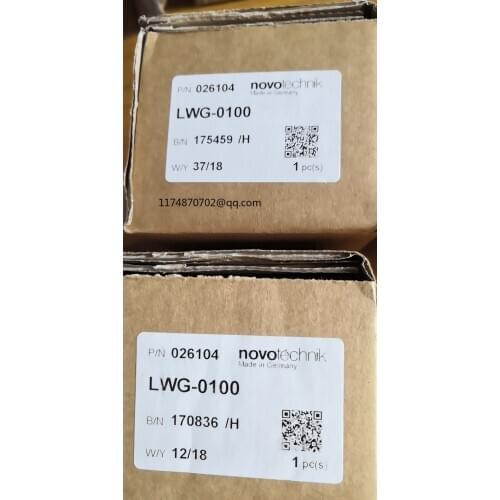 P/N 026104 novotechnik
Made in Germany
LWG-0100
B/N 175459 /H
W/Y 37/18
1 pc(s)
1174870702@qq.com
P/N 026104 novotechnik
Made in Germany
LWG-0100
B/N 170836 /H
W/Y 12/18
1 pc(s)